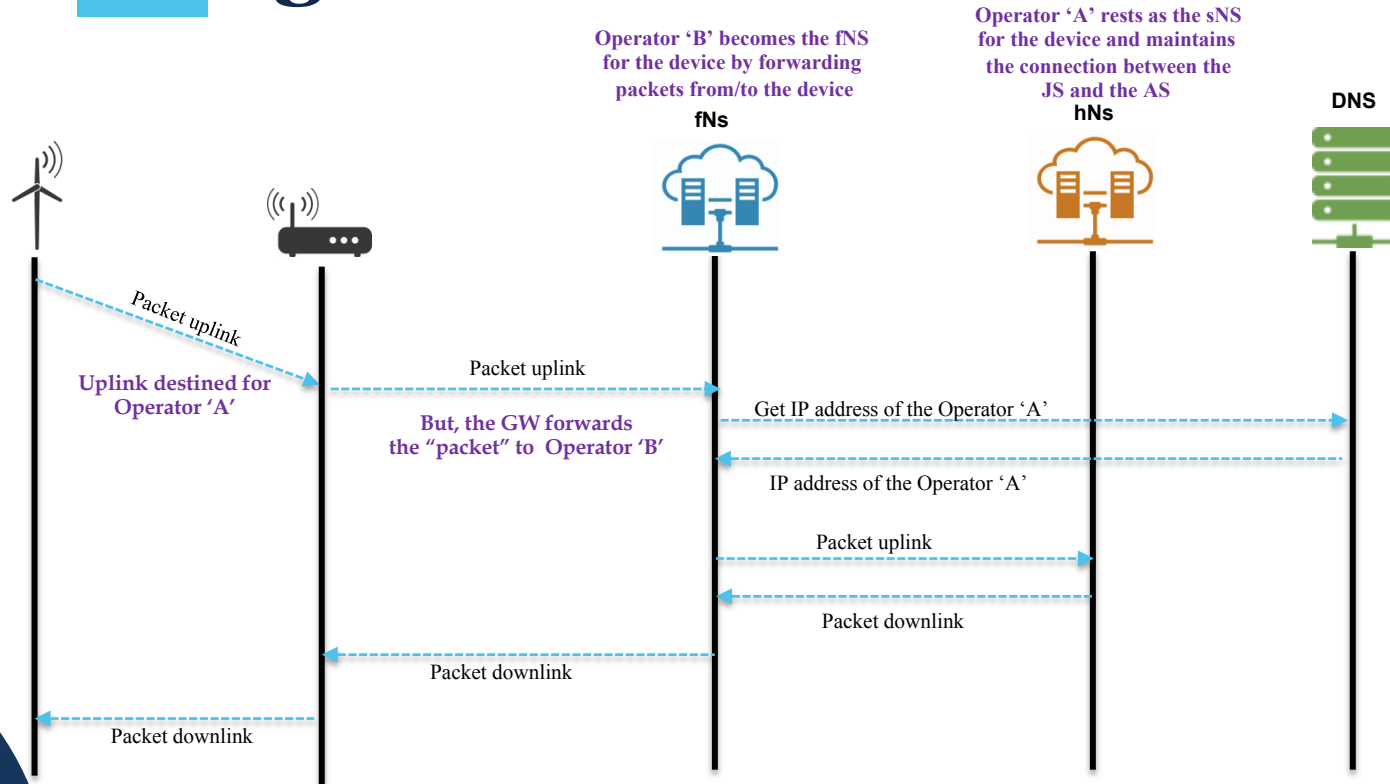 g
Operator ‘B’ becomes the fNS
for the device by forwarding
packets from/to the device
fNs
Operator ‘A’ rests as the sNS
for the device and maintains
the connection between the
JS and the AS
hNs
DNS
Packet uplink
Uplink destined for
Operator ‘A’
Packet uplink
But, the GW forwards
the “packet” to Operator ‘B’
Get IP address of the Operator ‘A’
IP address of the Operator ‘A’
Packet uplink
Packet downlink
Packet downlink
Packet downlink